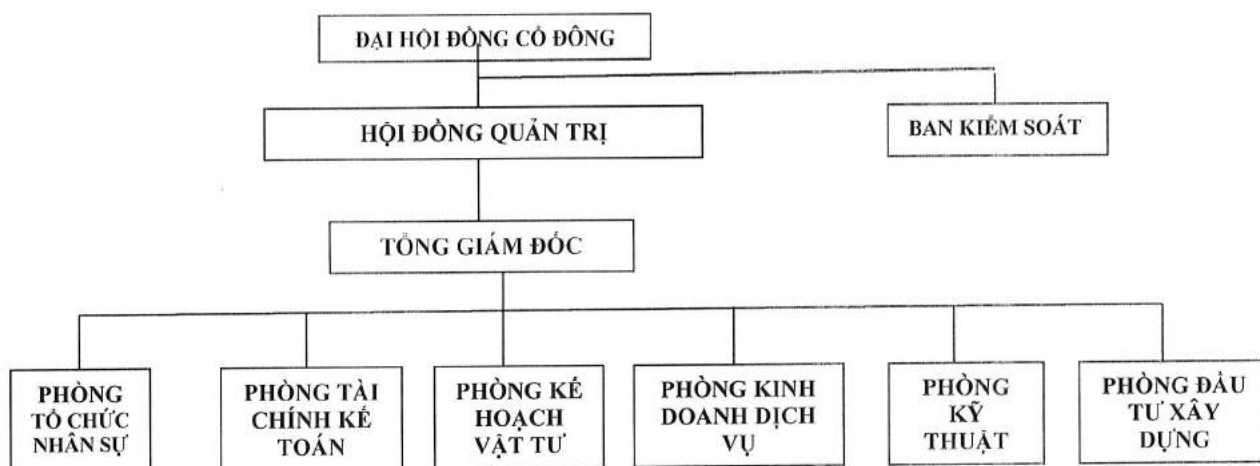 ĐẠI HỘI ĐỒNG CỔ ĐÔNG
HỘI ĐỒNG QUẢN TRỊ
BAN KIỂM SOÁT
TỔNG GIÁM ĐỐC
PHÒNG
TỔ CHỨC
NHÂN SỰ
PHÒNG TÀI
CHÍNH KẾ
TOÁN
PHÒNG KẾ
HOẠCH
VẬT TƯ
PHÒNG KINH
DOANH DỊCH
VỤ
PHÒNG
KỸ
THUẬT
PHÒNG ĐẦU
TƯ XÂY
DỰNG